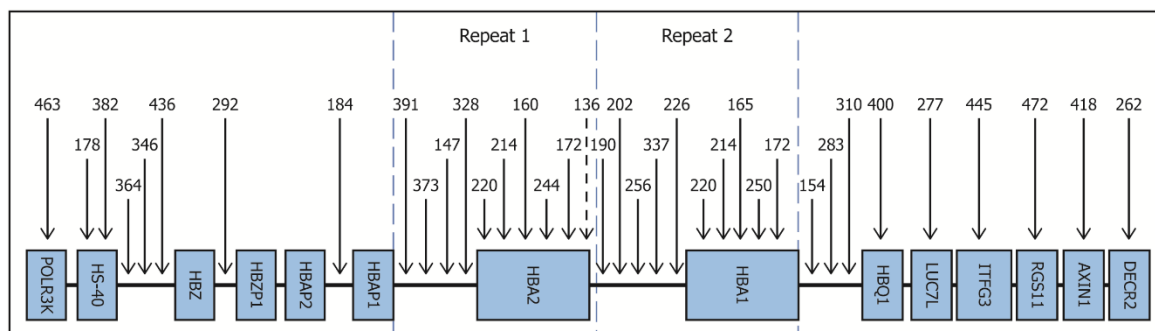 Repeat 1 Repeat 2
463 382 436 292 184 391 328 160 136 202 226 165 310 400 277 445 472 418 262
178 346 147 214 172 190 337 214 172 283
364 373 220 244 256 220 250 154
POLR3K HS-40 HBZ HBZP1 HBAP2 HBAP1 HBA2 HBA1 HBQ1 LUC7L ITFG3 RGS11 AXIN1 DECR2